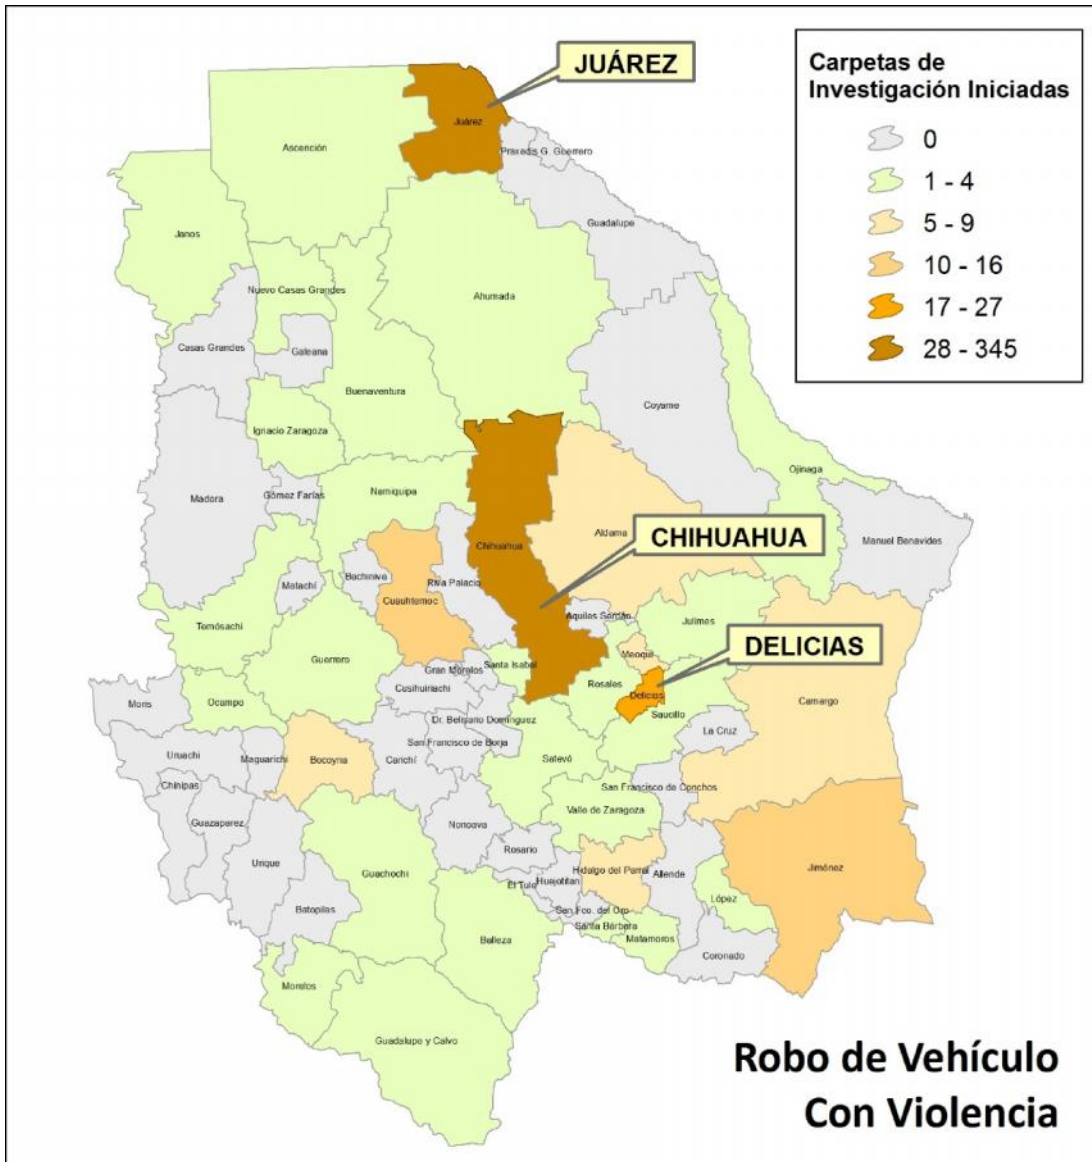 JUÁREZ
Carpetas de
Investigación Iniciadas
0
1 - 4
5 - 9
10 - 16
17 - 27
28 - 345
Juárez
Ascención
Praxedis G. Guerrero
Guadalupe
Janos
Nuevo Casas Grandes
Ahumada
Casas Grandes
Galeana
Buenaventura
Coyame
Ignacio Zaragoza
Ojinaga
Madera
Gómez Farías
Namiquipa
Aldama
CHIHUAHUA
Manuel Benavides
Chihuahua
Bachiniva
Riva Palacio
Matachí
Cuauhtemoc
Aquiles Serdán
Julimes
Temósachi
DELICIAS
Guerrero
Meoqui
Santa Isabel
Gran Morelos
Rosales
Cusihuiriachi
Delicias
Moris
Ocampo
Camargo
Saucillo
Dr. Belisario Domínguez
La Cruz
San Francisco de Borja
Uruachi
Maguarichi
Bocoyna
Carichí
Satevó
Chinipas
San Francisco de Conchos
Valle de Zaragoza
Guazaparez
Nonoava
Rosario
Urique
Hidalgo del Parral
Jiménez
Guachochi
Allende
El Tule
Huejotitan
López
Batopilas
San Fco. del Oro
Santa Bárbara
Balleza
Matamoros
Coronado
Morelos
Guadalupe y Calvo
Robo de Vehículo
Con Violencia